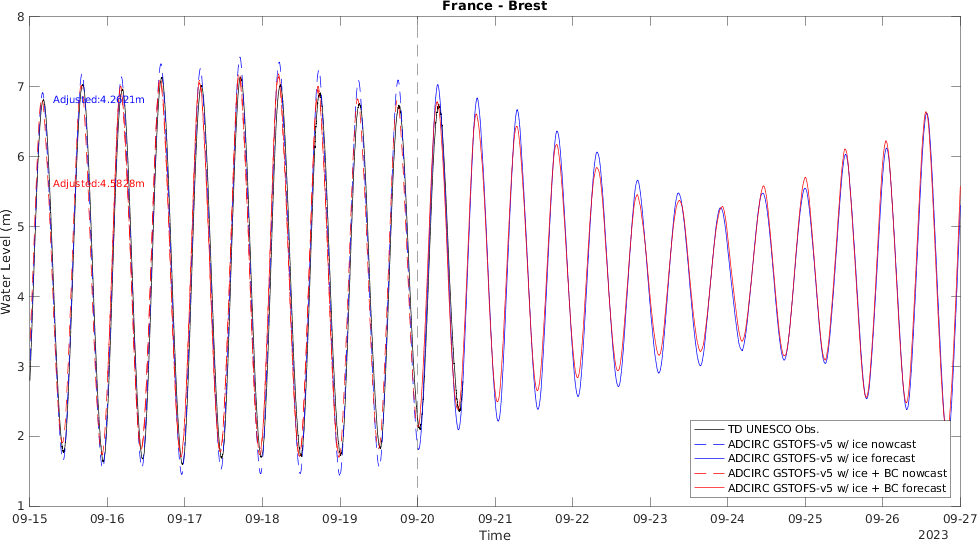 France - Brest
8
7
6
5
4
3
2
1
Water Level (m)
Adjusted:4.2621m
Adjusted:4.5828m
TD UNESCO Obs.
ADCIRC GSTOFS-v5 w/ ice nowcast
ADCIRC GSTOFS-v5 w/ ice forecast
ADCIRC GSTOFS-v5 w/ ice + BC nowcast
ADCIRC GSTOFS-v5 w/ ice + BC forecast
09-15 09-16 09-17 09-18 09-19 09-20 09-21 09-22 09-23 09-24 09-25 09-26 09-27
Time
2023